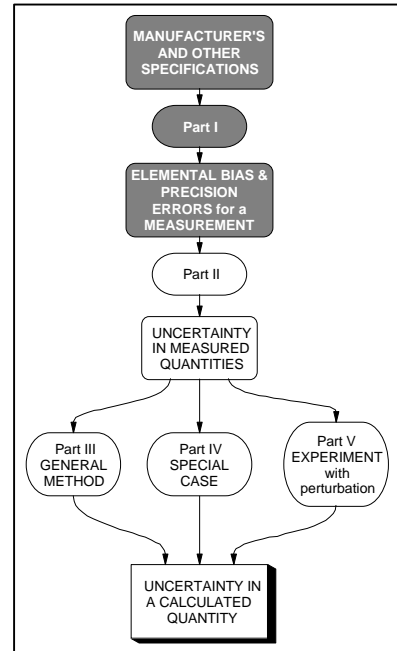 MANUFACTURER'S
AND OTHER
SPECIFICATIONS
Part I
ELEMENTAL BIAS &
PRECISION
ERRORS for a
MEASUREMENT
Part II
UNCERTAINTY
IN MEASURED
QUANTITIES
Part III
GENERAL
METHOD
Part IV
SPECIAL
CASE
Part V
EXPERIMENT
with
perturbation
UNCERTAINTY IN
A CALCULATED
QUANTITY